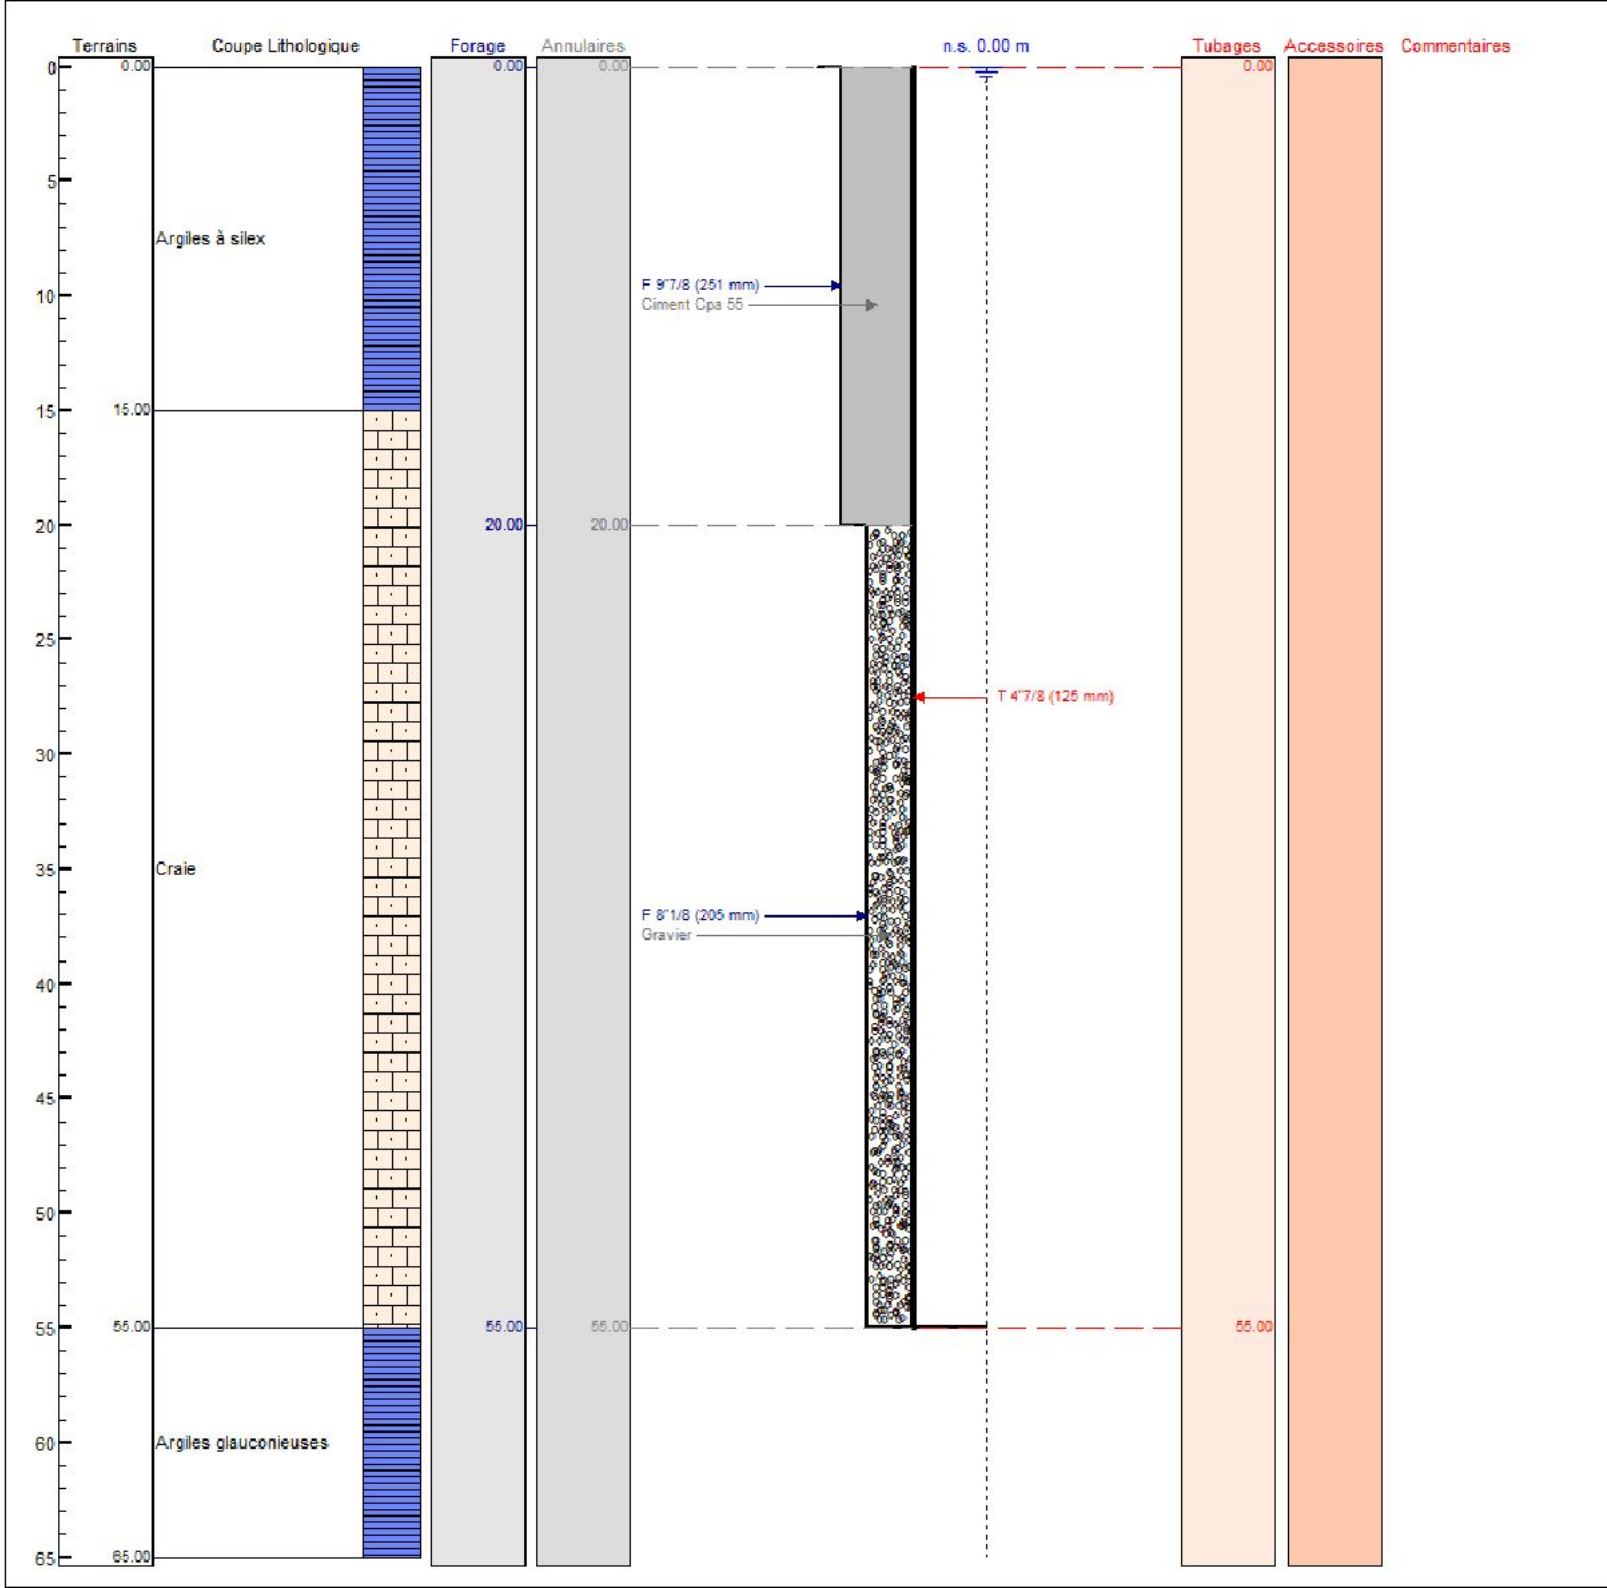 Terrains Coupe Lithologique Forage Annulaires n.s. 0.00 m Tubages Accessoires Commentaires
0 0.00 0.00 0.00 0.00
5
Argiles à silex
F 9"7/8 (251 mm)
10
Ciment Cpa 55
15 15.00
20 20.00 20.00
25
T 4"7/8 (125 mm)
30
35 Craie
F 8"1/8 (205 mm)
Gravier
40
45
50
55 55.00 55.00 55.00 55.00
60 Argiles glauconieuses
65 65.00